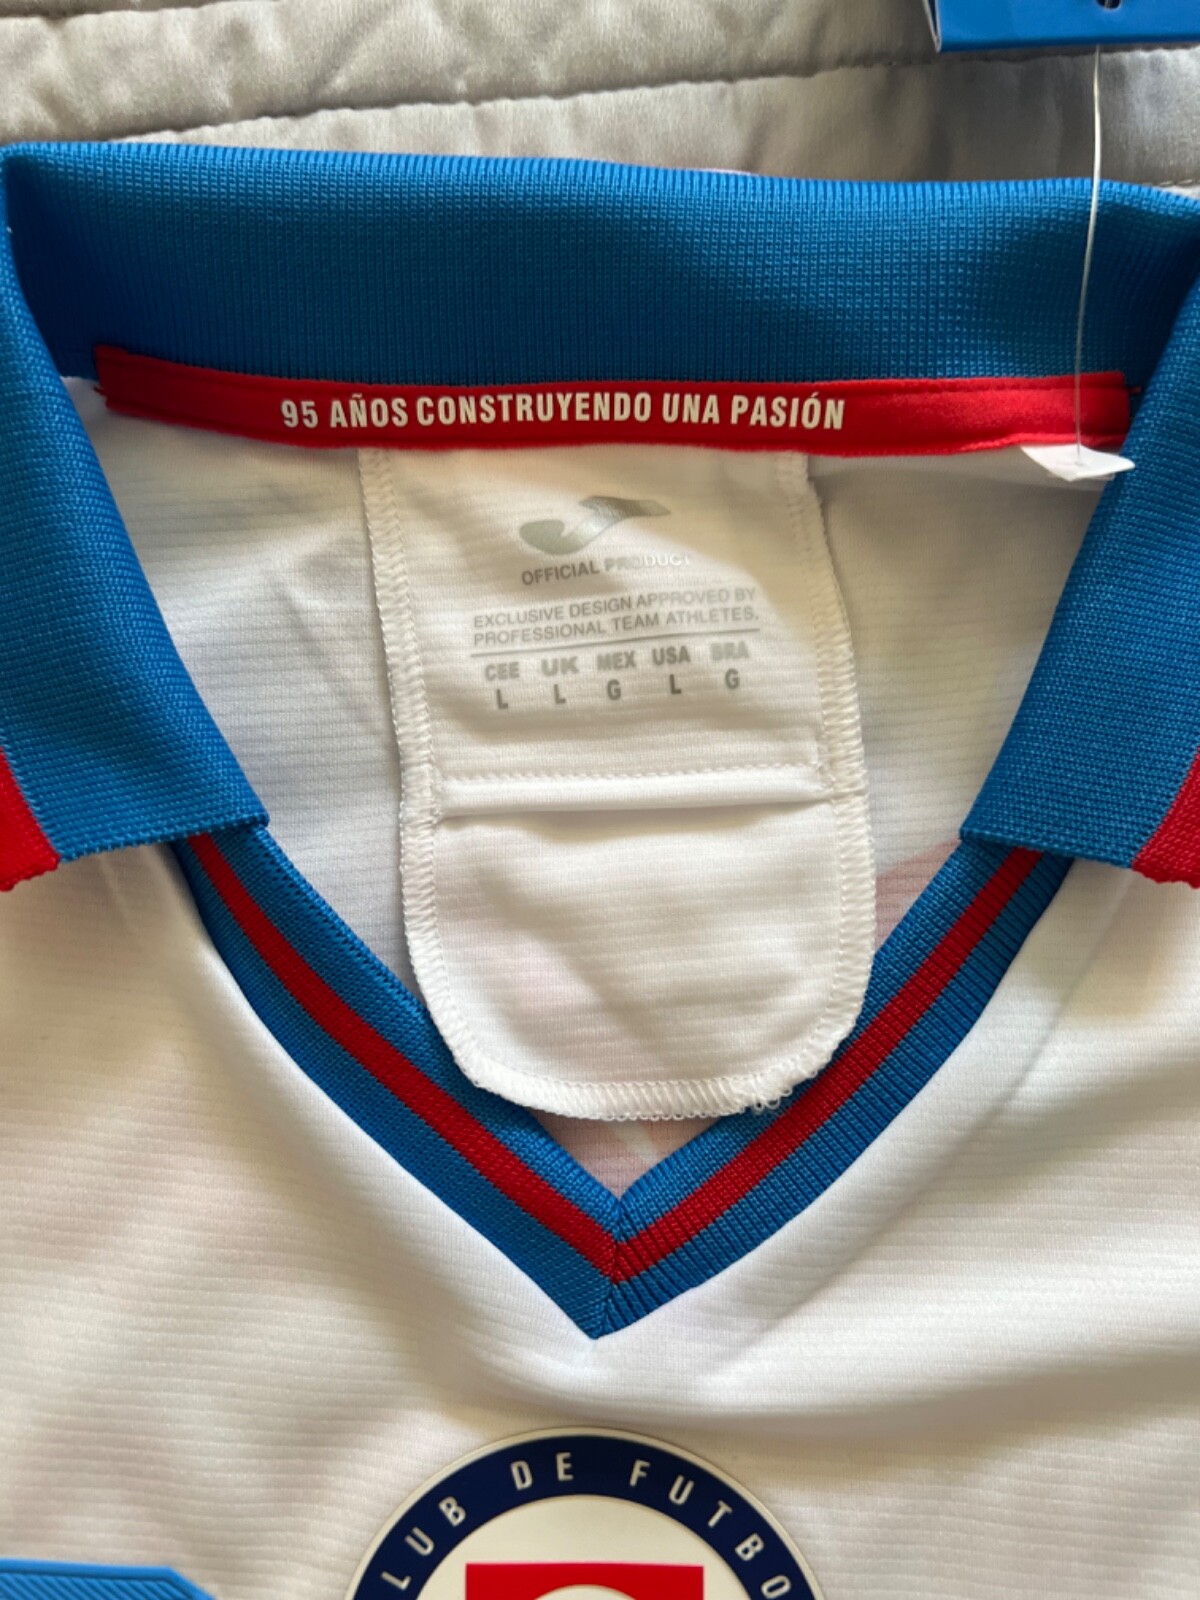 95 AÑOS CONSTRUYENDO UNA PASIÓN
OFFICIAL PRODUCT
EXCLUSIVE DESIGN APPROVED BY
PROFESSIONAL TEAM ATHLETES.
CEE UK MEX USA BRA
L L G L G
CLUB DE FUTBO